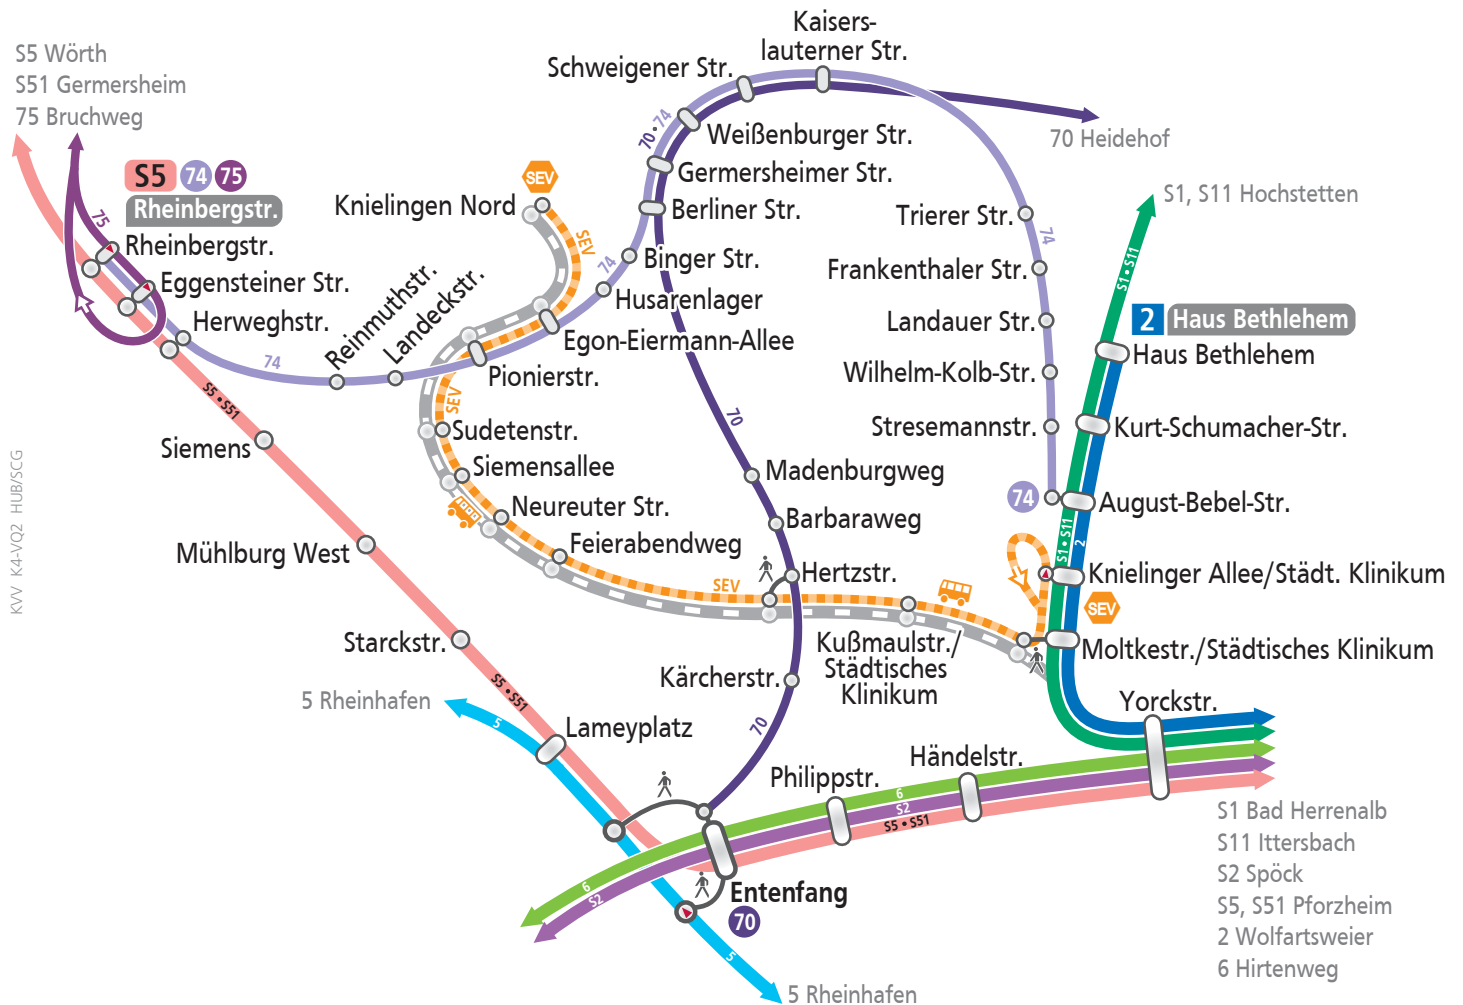 S5 Wörth
S51 Germersheim
75 Bruchweg
S5 74 75
Rheinbergstr.
75
Rheinbergstr.
Eggensteiner Str.
Herweghstr.
74
Reinmuthstr.
Landeckstr.
SEV
Knielingen Nord
SEV
74
Egon-Eiermann-Allee
Pionierstr.
Husarenlager
Binger Str.
Berliner Str.
Germersheimer Str.
Weißenburger Str.
70 • 74
Schweigener Str.
Kaisers-
lauterner Str.
70 Heidehof
Trierer Str.
74
Frankenthaler Str.
Landauer Str.
Wilhelm-Kolb-Str.
Stresemannstr.
74
August-Bebel-Str.
S1, S11 Hochstetten
S1 • S11
2 Haus Bethlehem
Haus Bethlehem
Kurt-Schumacher-Str.
S1 • S11
2
Knielinger Allee/Städt. Klinikum
SEV
Moltkestr./Städtisches Klinikum
Yorckstr.
S5 • S51
Siemens
Mühlburg West
Starckstr.
S5 • S51
5 Rheinhafen
5
Lameyplatz
SEV
Sudetenstr.
Siemensallee
Neureuter Str.
Feierabendweg
SEV
70
Madenburgweg
Barbaraweg
Hertzstr.
Kußmaulstr./
Städtisches
Klinikum
Kärcherstr.
70
Philippstr.
Händelstr.
6
S2
S5 • S51
6
S2
Entenfang
70
5
5 Rheinhafen
S1 Bad Herrenalb
S11 Ittersbach
S2 Spöck
S5, S51 Pforzheim
2 Wolfartsweier
6 Hirtenweg
KVV K4-VQ2 HUB/SCG